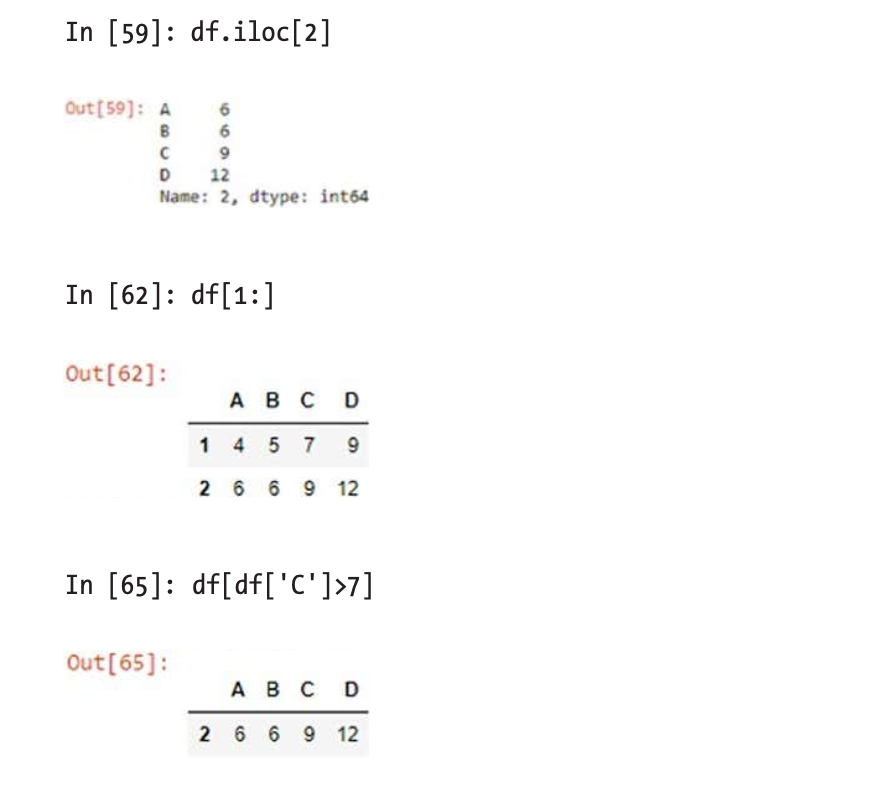 In [59]: df.iloc[2]
Out[59]: A 6
B 6
C 9
D 12
Name: 2, dtype: int64
In [62]: df[1:]
Out[62]:
A B C D
1 4 5 7 9
2 6 6 9 12
In [65]: df[df['C']>7]
Out[65]:
A B C D
2 6 6 9 12